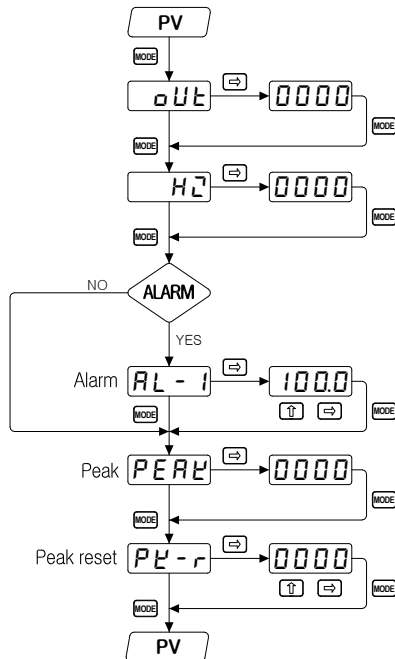 PV
MODE
oUt
0000
MODE
MODE
HZ
0000
MODE
MODE
NO
ALARM
YES
Alarm
AL-1
100.0
MODE
MODE
Peak
PEAK
0000
MODE
MODE
Peak reset
PK-r
0000
MODE
MODE
PV